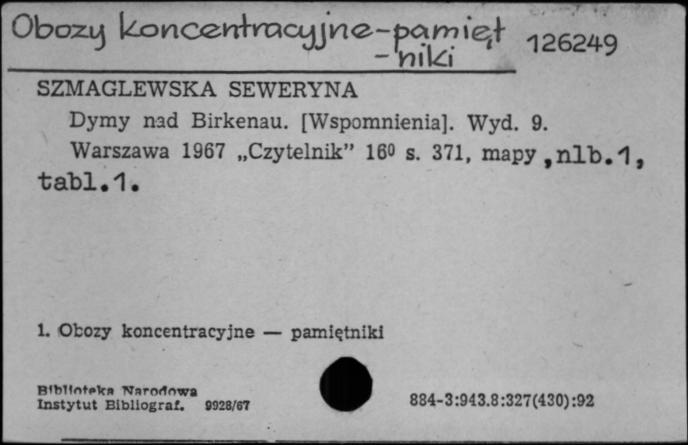 Obozy koncentracyjne-pamięt
-niki
126249
SZMAGLEWSKA SEWERYNA
Dymy nad Birkenau. [Wspomnienia]. Wyd. 9.
Warszawa 1967 „Czytelnik” 16⁰ s. 371, mapy, nlb.1,
tabl.1.
1. Obozy koncentracyjne — pamiętniki
Biblioteka Narodowa
Instytut Bibliograf. 9928/67
884-3:943.8:327(430):92